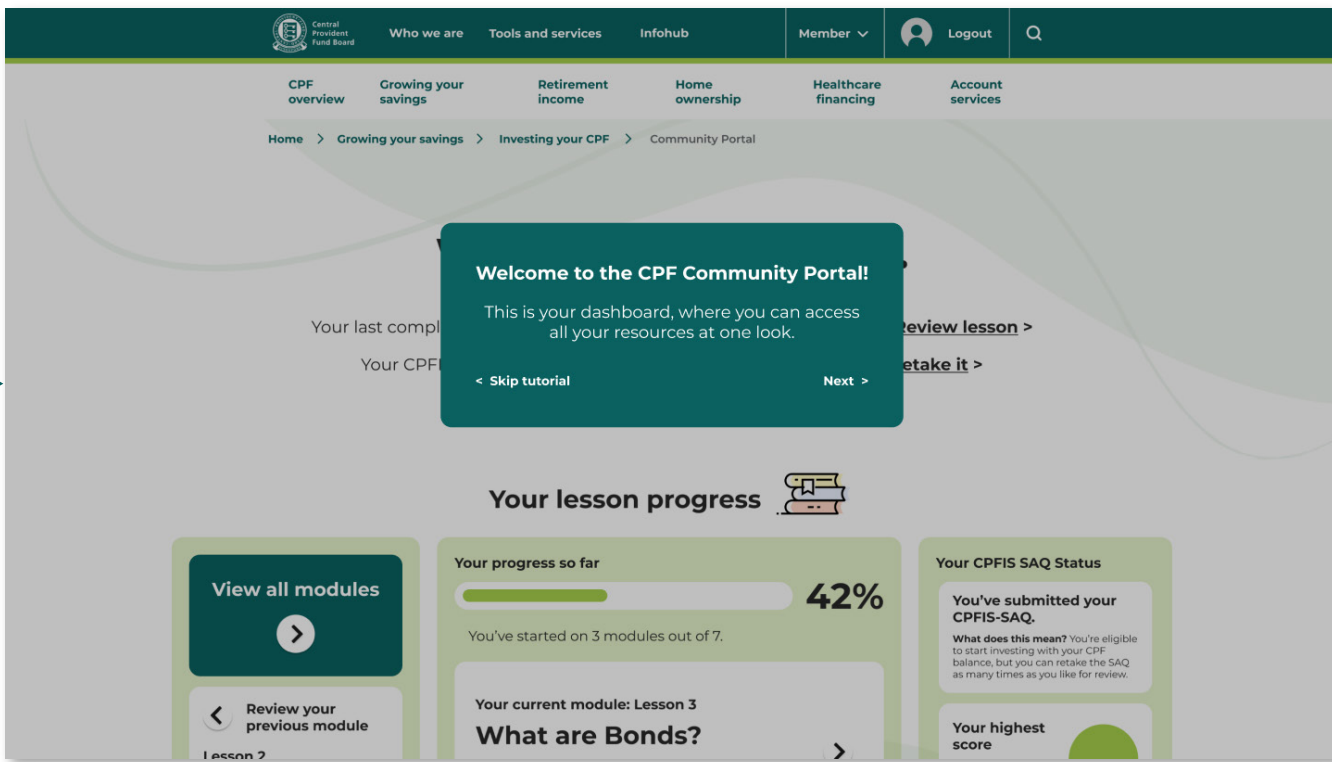 Central
Provident
Fund Board
Who we are
Tools and services
Infohub
Member
Logout
CPF
overview
Growing your
savings
Retirement
income
Home
ownership
Healthcare
financing
Account
services
Home > Growing your savings > Investing your CPF > Community Portal
Welcome to the CPF Community Portal!
This is your dashboard, where you can access
all your resources at one look.
< Skip tutorial
Next >
Your last compl
eview lesson >
Your CPFI
etake it >
Your lesson progress
View all modules
Review your
previous module
Lesson 2
Your progress so far
42%
You've started on 3 modules out of 7.
Your current module: Lesson 3
What are Bonds?
Your CPFIS SAQ Status
You've submitted your
CPFIS-SAQ.
What does this mean? You're eligible
to start investing with your CPF
balance, but you can retake the SAQ
as many times as you like for review.
Your highest
score